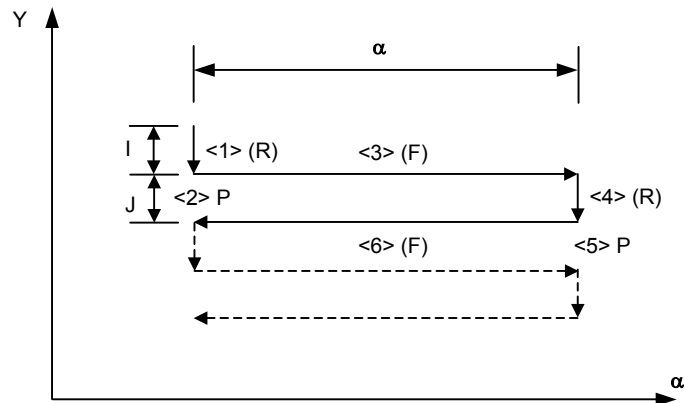 Y
α
I
<1> (R)
<3> (F)
J
<2> P
<4> (R)
<6> (F)
<5> P
α